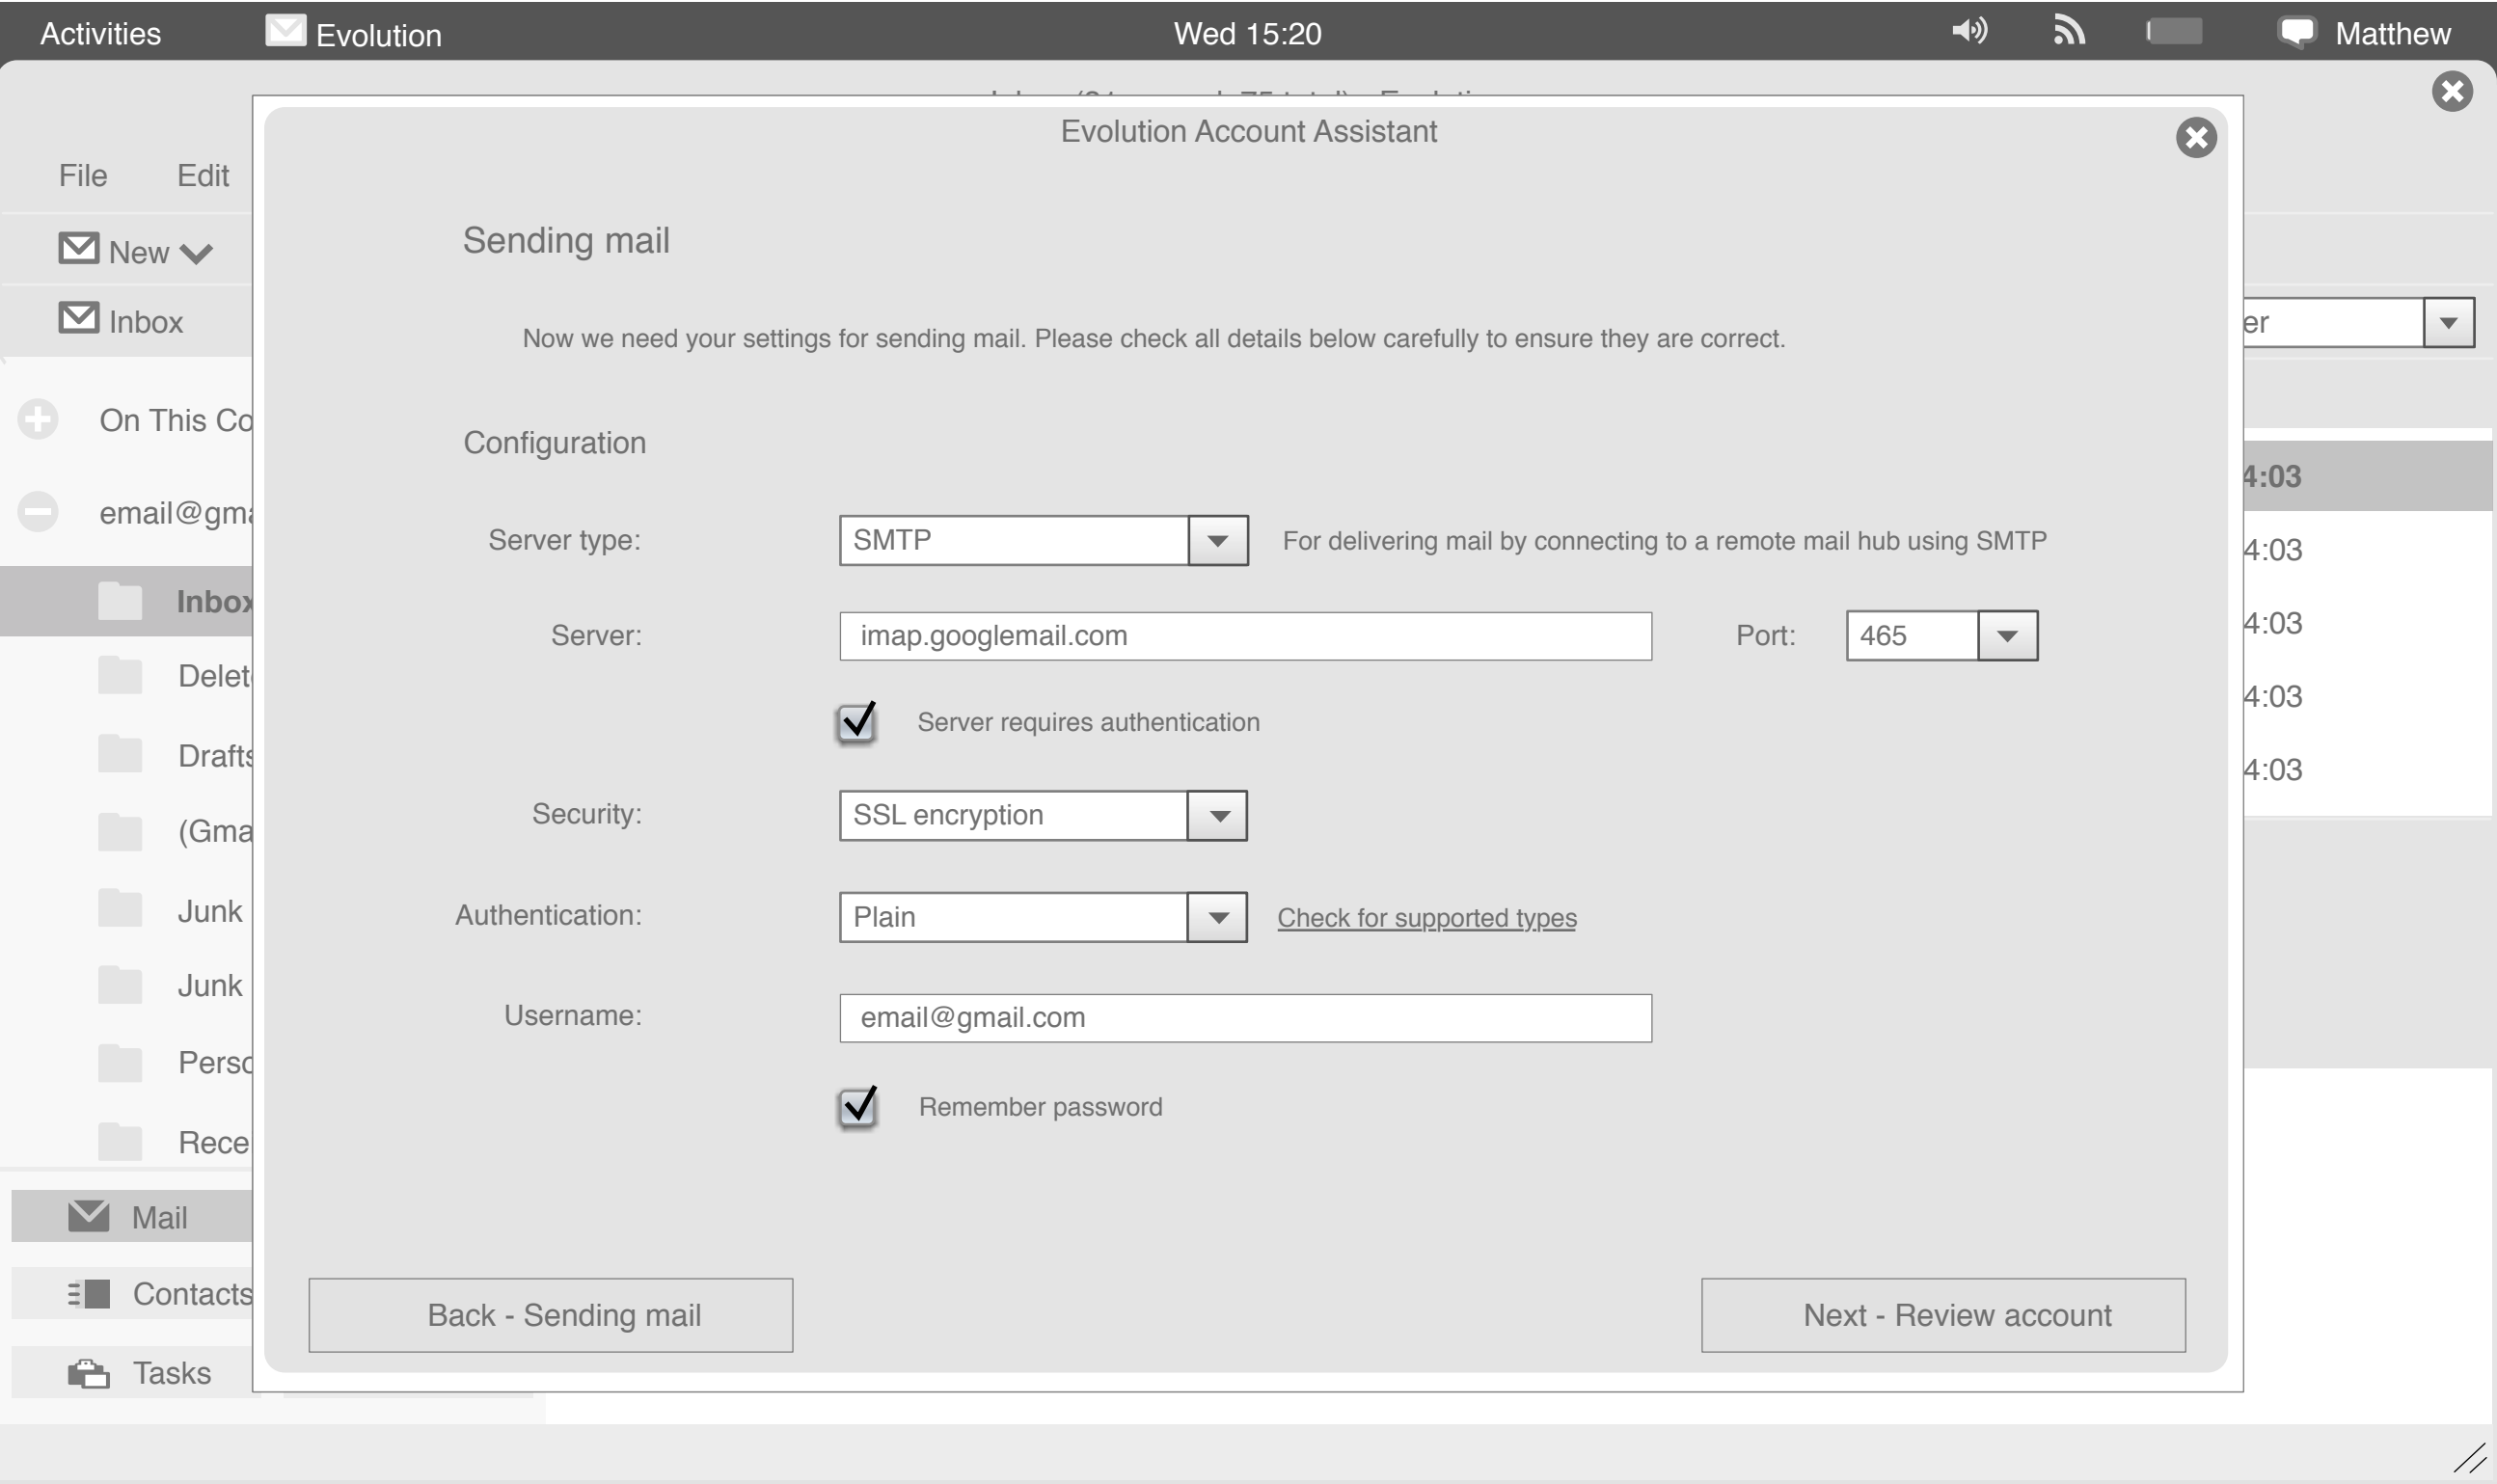 Activities Evolution Wed 15:20 Matthew
Evolution Account Assistant
File Edit
Sending mail
New
Inbox
Now we need your settings for sending mail. Please check all details below carefully to ensure they are correct.
er
On This Co
Configuration
4:03
email@gma
Server type: SMTP For delivering mail by connecting to a remote mail hub using SMTP
4:03
Inbox
Server: imap.googlemail.com Port: 465
4:03
Delet
4:03
Server requires authentication
Drafts
4:03
Security: SSL encryption
(Gma
Junk
Authentication: Plain Check for supported types
Junk
Username: email@gmail.com
Perso
Remember password
Rece
Mail
Contacts
Back - Sending mail Next - Review account
Tasks